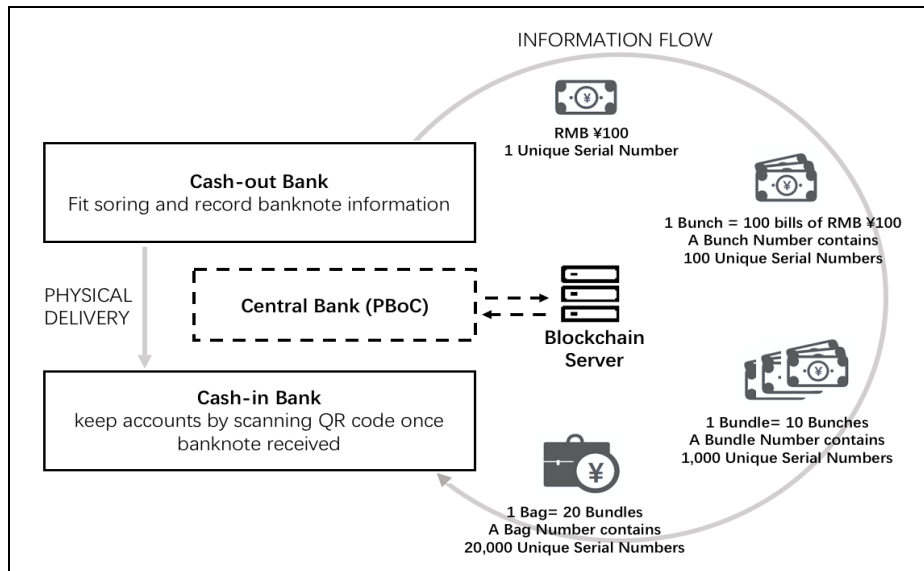 INFORMATION FLOW
¥
RMB ¥100
1 Unique Serial Number
Cash-out Bank
Fit soring and record banknote information
¥
1 Bunch = 100 bills of RMB ¥100
A Bunch Number contains
100 Unique Serial Numbers
PHYSICAL
DELIVERY
Central Bank (PBoC)
Blockchain
Server
Cash-in Bank
keep accounts by scanning QR code once
banknote received
¥
1 Bundle= 10 Bunches
A Bundle Number contains
1,000 Unique Serial Numbers
¥
1 Bag= 20 Bundles
A Bag Number contains
20,000 Unique Serial Numbers